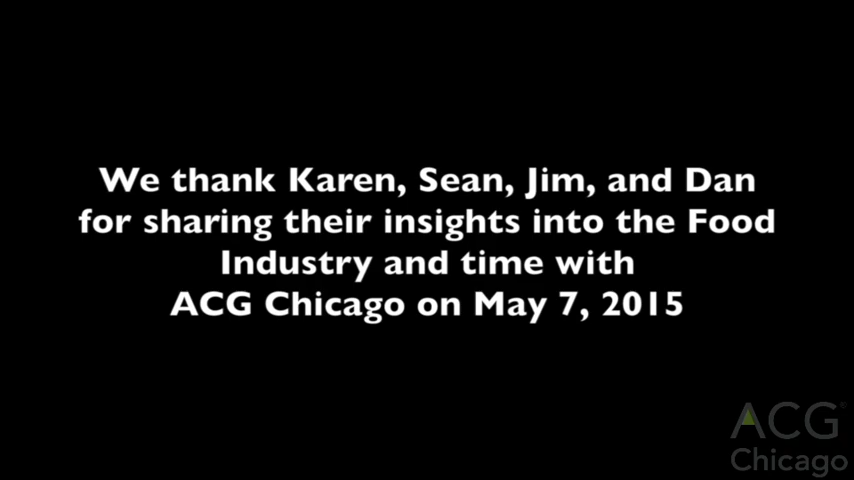 We thank Karen, Sean, Jim, and Dan
for sharing their insights into the Food
Industry and time with
ACG Chicago on May 7, 2015
ACG
Chicago